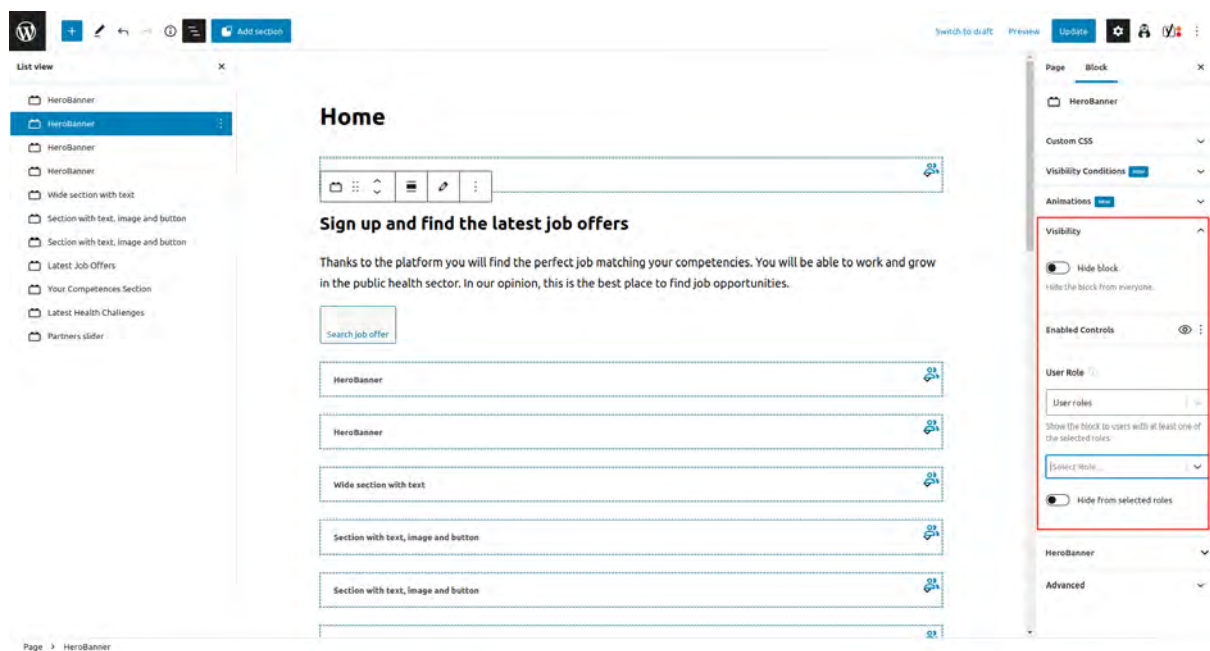 Add section
Switch to draft
Preview
Update
List view
HeroBanner
HeroBanner
HeroBanner
HeroBanner
Wide section with text
Section with text, image and button
Section with text, image and button
Latest Job Offers
Your Competences Section
Latest Health Challenges
Partners slider
Home
Sign up and find the latest job offers
Thanks to the platform you will find the perfect job matching your competencies. You will be able to work and grow
in the public health sector. In our opinion, this is the best place to find job opportunities.
Search job offer
HeroBanner
HeroBanner
Wide section with text
Section with text, image and button
Section with text, image and button
Page Block
HeroBanner
Custom CSS
Visibility Conditions NEW
Animations NEW
Visibility
Hide block
Hide the block from everyone.
Enabled Controls
User Role
User roles
Show the block to users with at least one of
the selected roles.
Select Role...
Hide from selected roles
HeroBanner
Advanced
Page > HeroBanner